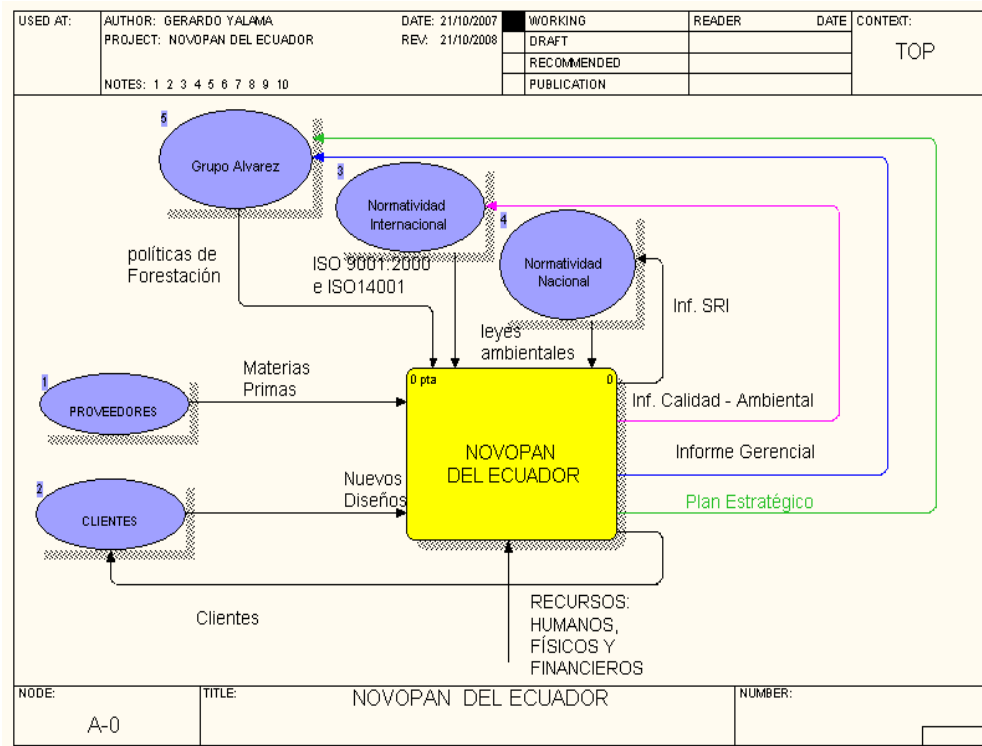 USED AT:
AUTHOR: GERARDO YALAMA
DATE: 21/10/2007
PROJECT: NOVOPAN DEL ECUADOR
REV: 21/10/2008
NOTES: 1 2 3 4 5 6 7 8 9 10
WORKING
DRAFT
RECOMMENDED
PUBLICATION
READER
DATE
CONTEXT:
TOP
5
Grupo Alvarez
3
Normatividad
Internacional
4
Normatividad
Nacional
políticas de
Forestación
ISO 9001:2000
e ISO14001
leyes
ambientales
Inf. SRI
1
PROVEEDORES
Materias
Primas
0 pta
0
NOVOPAN
DEL ECUADOR
Inf. Calidad - Ambiental
Informe Gerencial
Plan Estratégico
2
CLIENTES
Nuevos
Diseños
Clientes
RECURSOS:
HUMANOS,
FÍSICOS Y
FINANCIEROS
NODE:
A-0
TITLE:
NOVOPAN DEL ECUADOR
NUMBER: